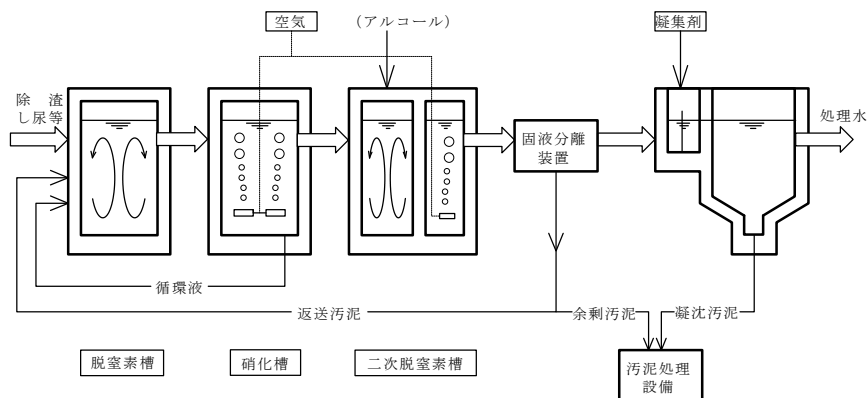 空気
（アルコール）
凝集剤
除渣
し尿等
固液分離
装置
処理水
循環液
返送汚泥
余剰汚泥
凝沈汚泥
脱窒素槽
硝化槽
二次脱窒素槽
汚泥処理
設備